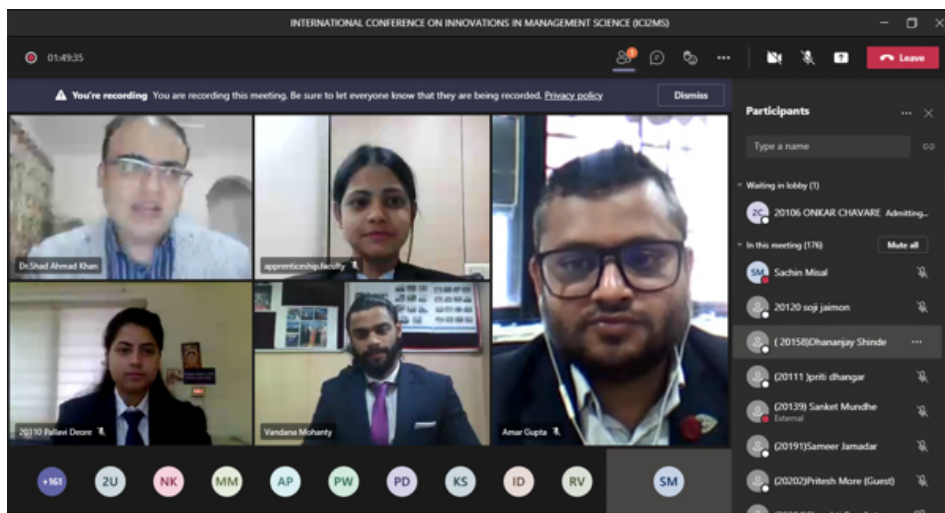 INTERNATIONAL CONFERENCE ON INNOVATIONS IN MANAGEMENT SCIENCE (ICI2MS)
01:49:35
1
Leave
You're recording You are recording this meeting. Be sure to let everyone know that they are being recorded. Privacy policy
Dismiss
Dr.Shad Ahmad Khan
apprenticeship.faculty
20110 Pallavi Deore
Vandana Mohanty
Amar Gupta
+161
2U
NK
MM
AP
PW
PD
KS
ID
RV
SM
Participants
Type a name
Waiting in lobby (1)
2C 20106 ONKAR CHAVARE Admitting...
In this meeting (176) Mute all
SM Sachin Misal
20120 soji jaimon
( 20158)Dhananjay Shinde
(20111 )priti dhangar
(20139) Sanket Mundhe
External
(20191)Sameer Jamadar
(20202)Pritesh More (Guest)